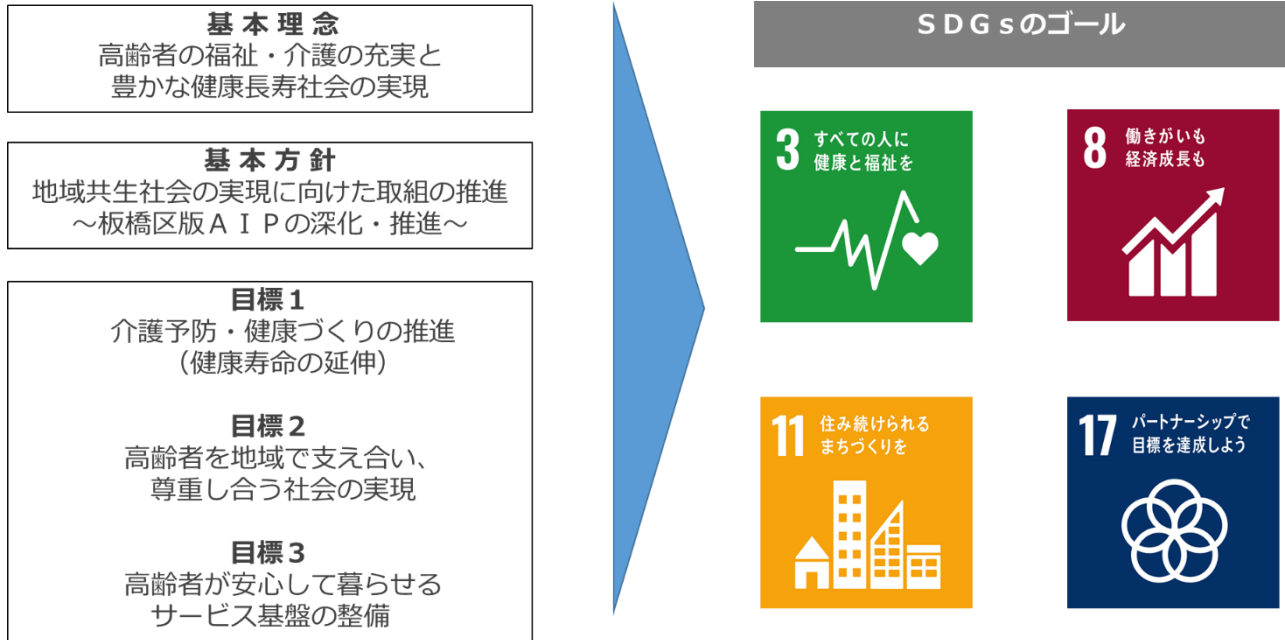 基本理念
高齢者の福祉・介護の充実と
豊かな健康長寿社会の実現
基本方針
地域共生社会の実現に向けた取組の推進
～板橋区版ＡＩＰの深化・推進～
目標１
介護予防・健康づくりの推進
（健康寿命の延伸）
目標２
高齢者を地域で支え合い、
尊重し合う社会の実現
目標３
高齢者が安心して暮らせる
サービス基盤の整備
ＳＤＧｓのゴール
3 すべての人に
健康と福祉を
8 働きがいも
経済成長も
11 住み続けられる
まちづくりを
17 パートナーシップで
目標を達成しよう